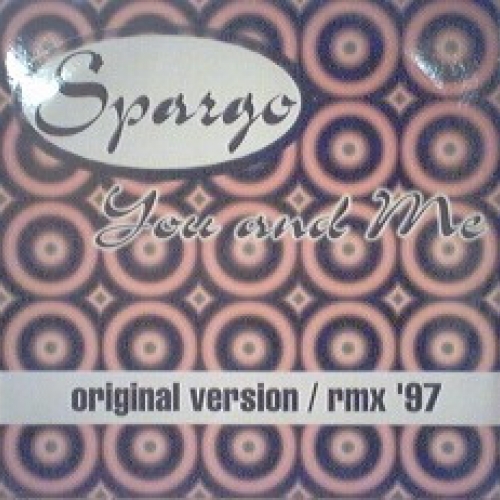 Spargo
You and Me
original version / rmx '97